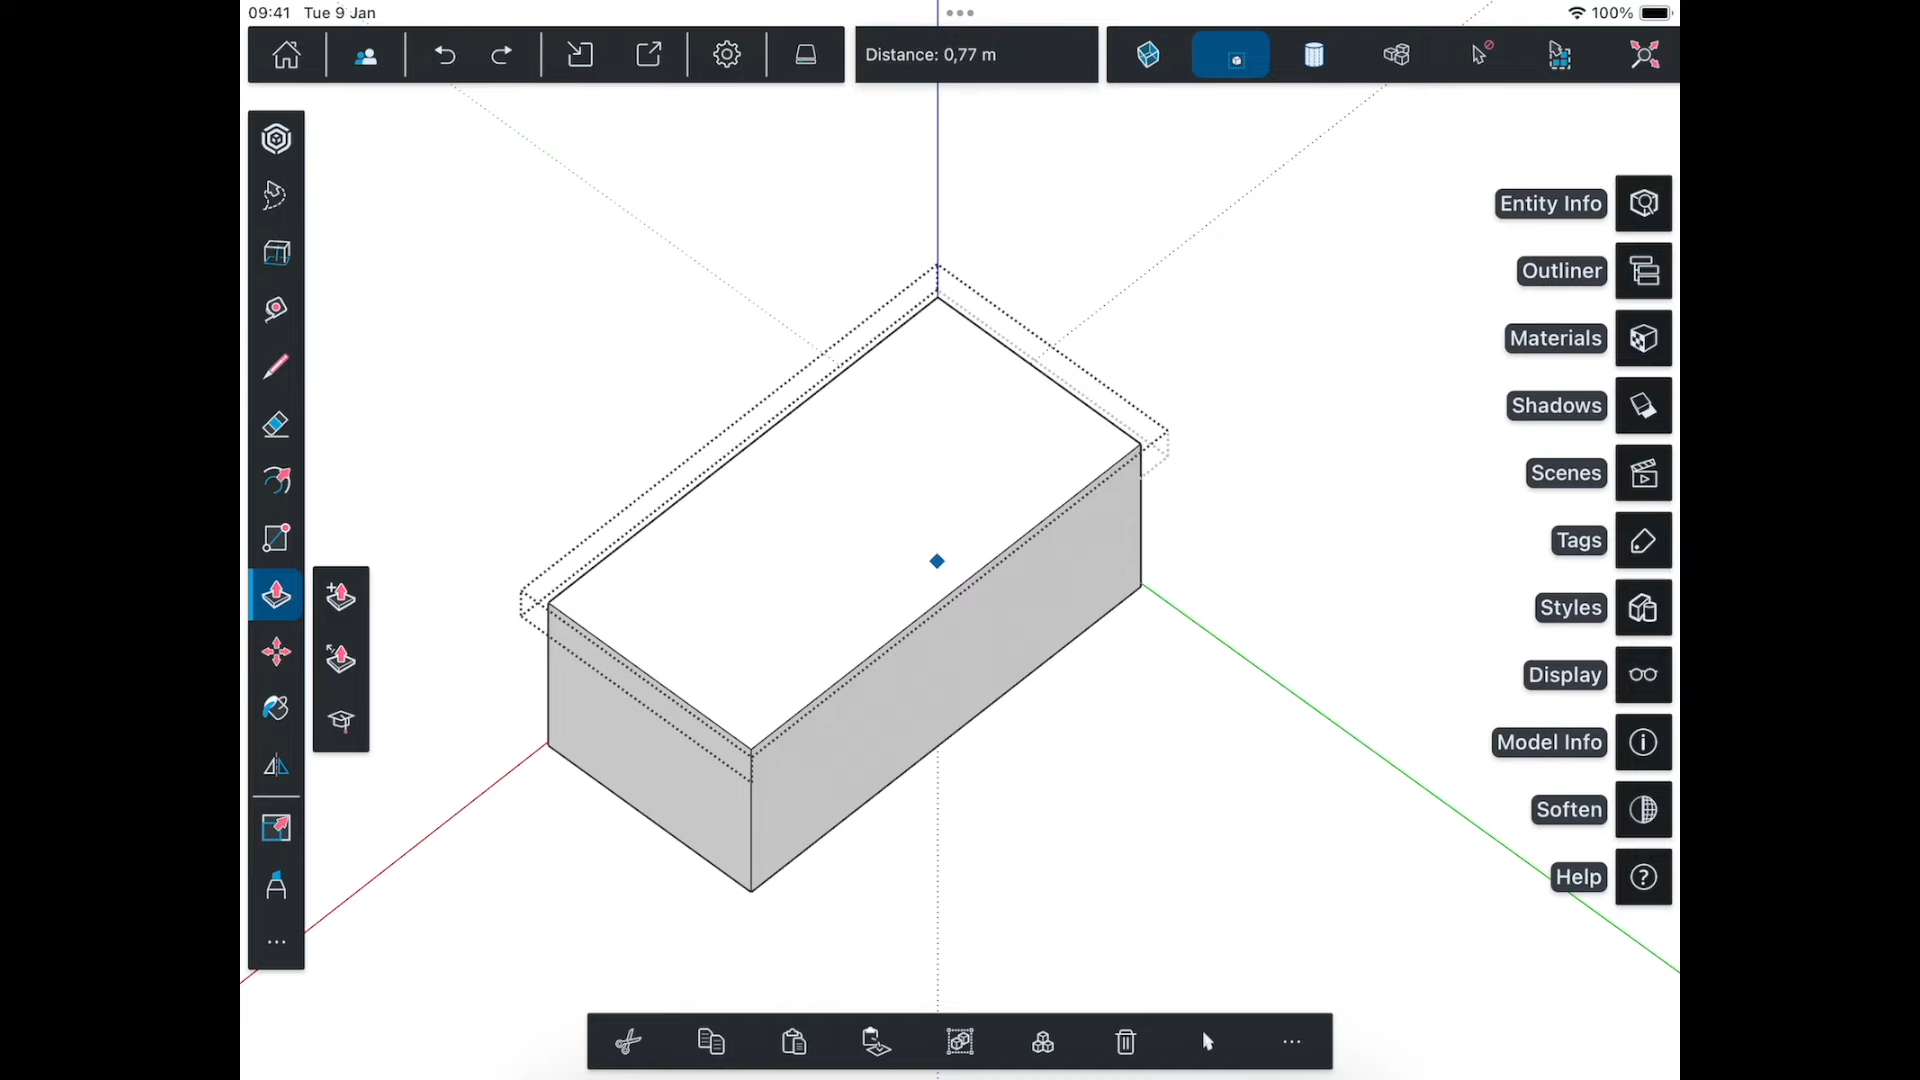 09:41 Tue 9 Jan
100%
Distance: 0,77 m
Entity Info
Outliner
Materials
Shadows
Scenes
Tags
Styles
Display
Model Info
Soften
Help